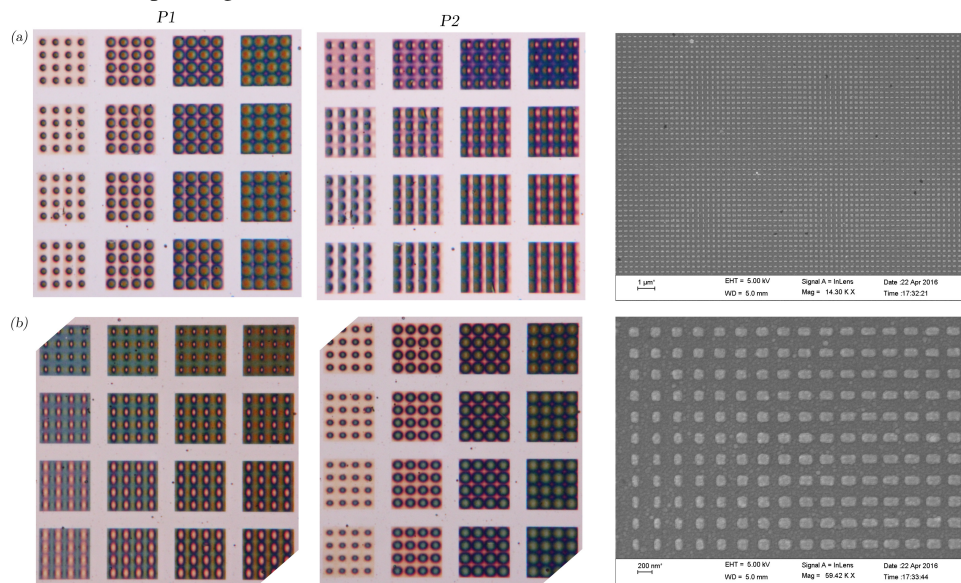 P1
P2
(a)
1 µm
EHT = 5.00 kV
WD = 5.0 mm
Signal A = InLens
Mag = 14.30 K X
Date :22 Apr 2016
Time :17:32:21
(b)
200 nm
EHT = 5.00 kV
WD = 5.0 mm
Signal A = InLens
Mag = 59.42 K X
Date :22 Apr 2016
Time :17:33:44